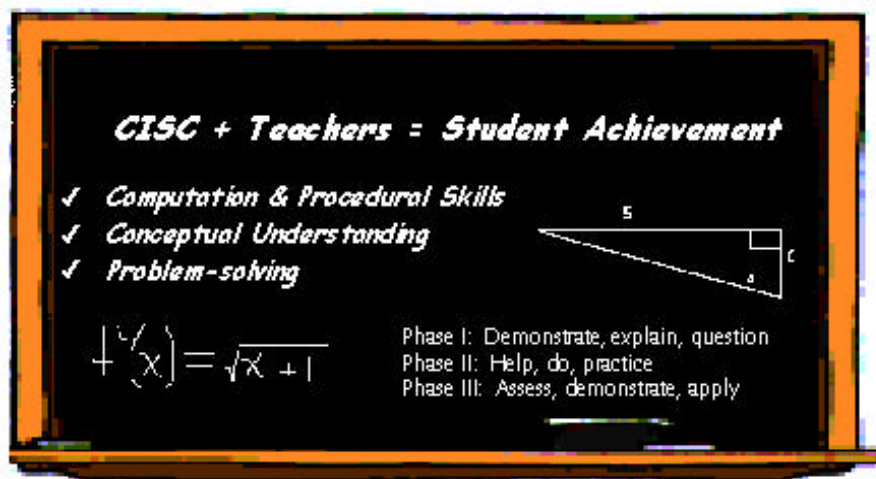 CISC + Teachers = Student Achievement
✓ Computation & Procedural Skills
✓ Conceptual Understanding
✓ Problem-solving
S
C
A
(x) = √x + 1
Phase I: Demonstrate, explain, question
Phase II: Help, do, practice
Phase III: Assess, demonstrate, apply